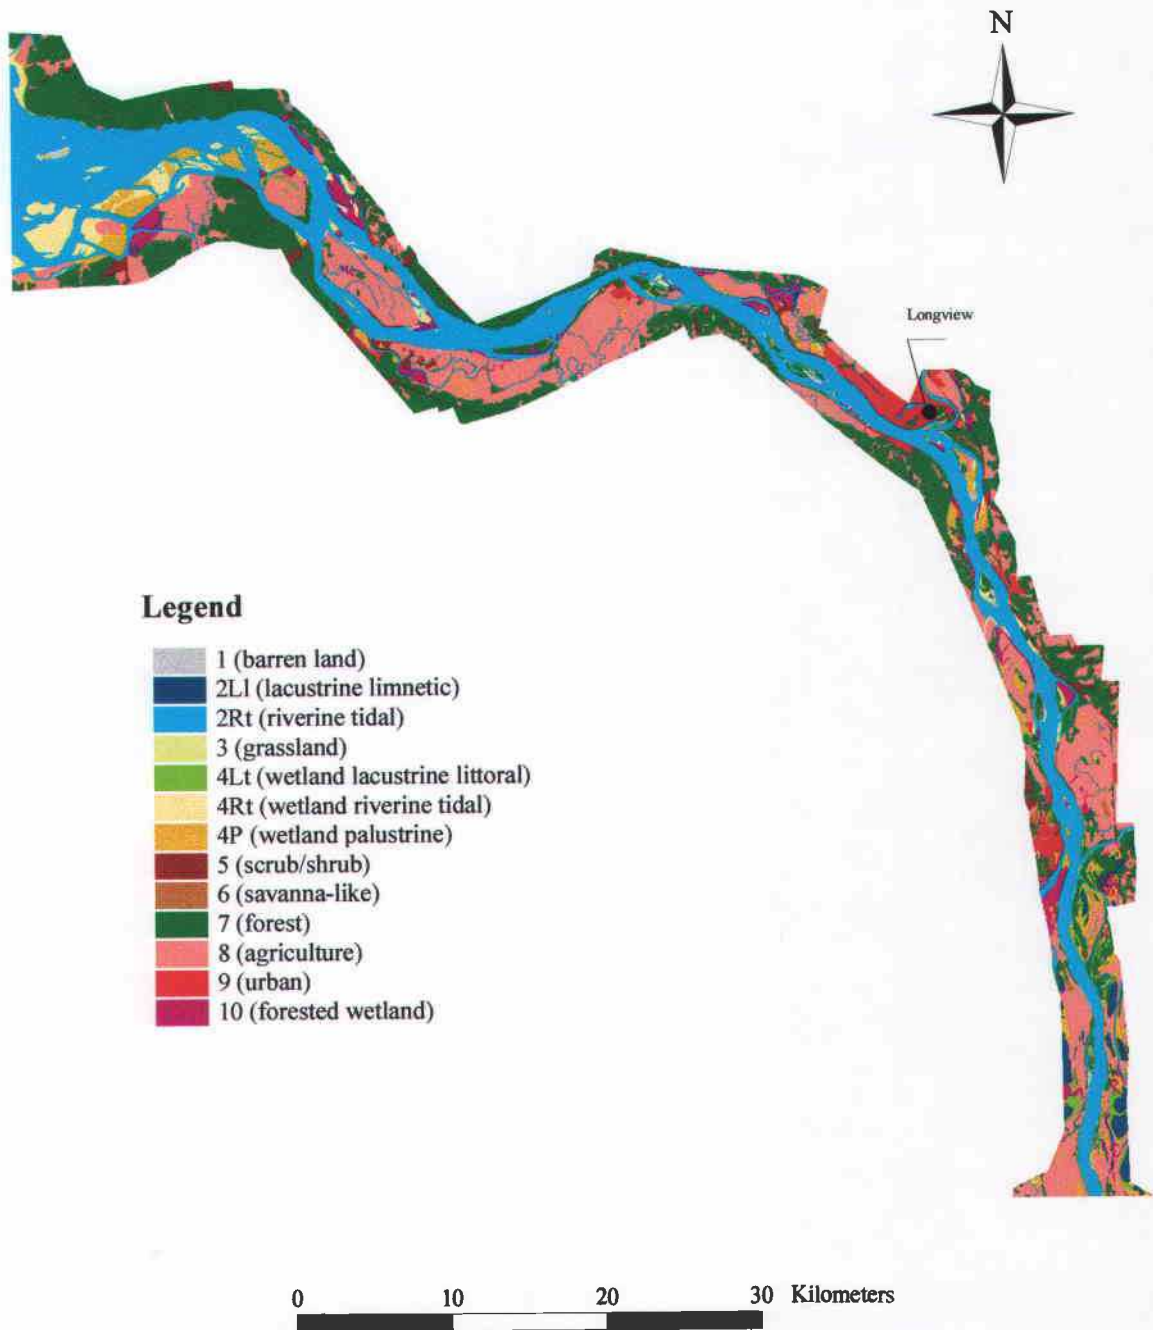 N
Longview
Legend
1 (barren land)
2Ll (lacustrine limnetic)
2Rt (riverine tidal)
3 (grassland)
4Lt (wetland lacustrine littoral)
4Rt (wetland riverine tidal)
4P (wetland palustrine)
5 (scrub/shrub)
6 (savanna-like)
7 (forest)
8 (agriculture)
9 (urban)
10 (forested wetland)
0 10 20 30 Kilometers